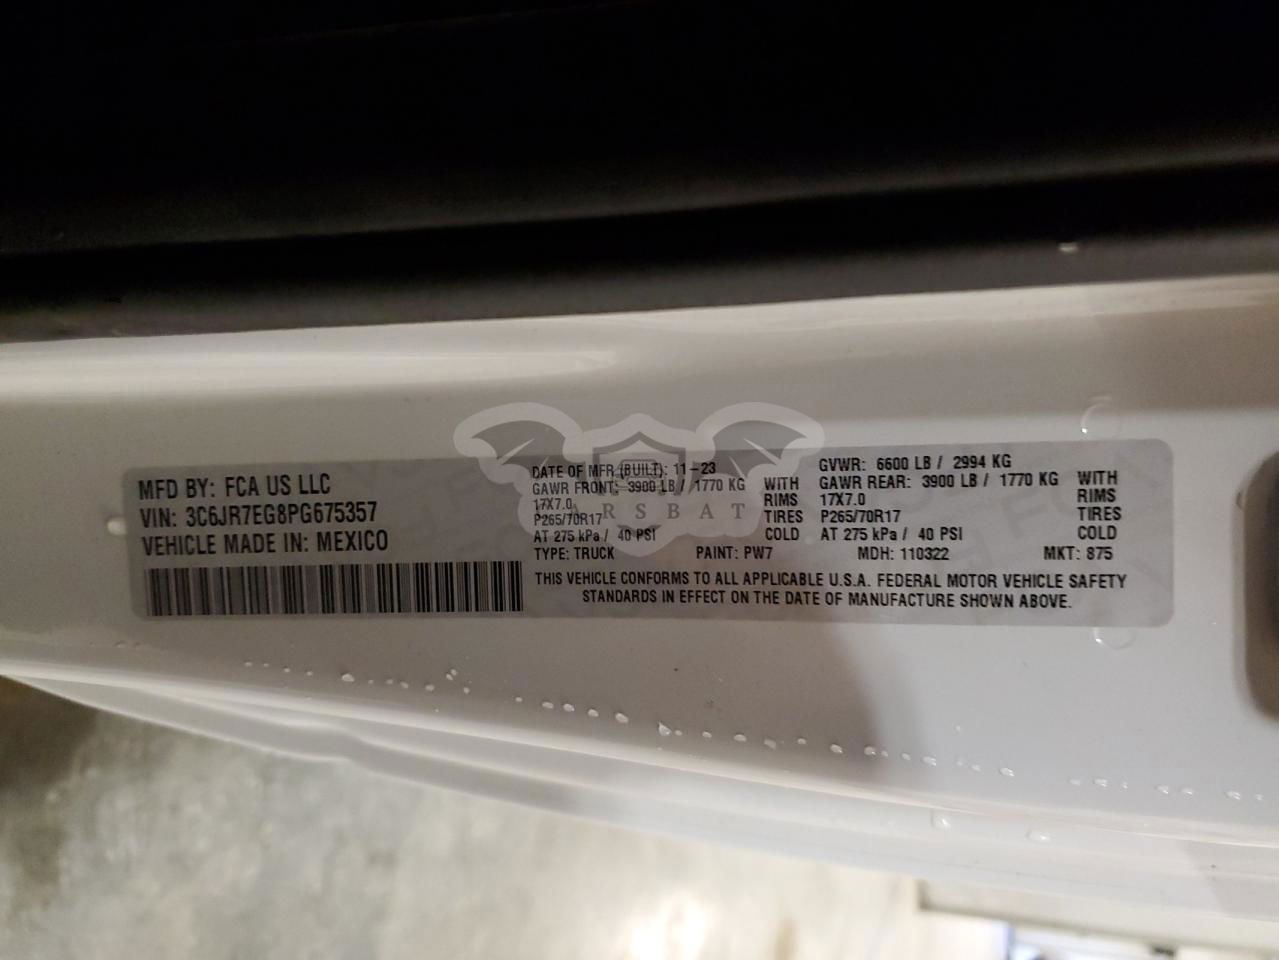 MFD BY: FCA US LLC
VIN: 3C6JR7EG8PG675357
VEHICLE MADE IN: MEXICO
DATE OF MFR (BUILT): 11-23
GAWR FRONT: 3900 LB / 1770 KG WITH
17X7.0 RIMS
P265/70R17 TIRES
AT 275 kPa / 40 PSI COLD
GVWR: 6600 LB / 2994 KG
GAWR REAR: 3900 LB / 1770 KG WITH
17X7.0 RIMS
P265/70R17 TIRES
AT 275 kPa / 40 PSI COLD
TYPE: TRUCK PAINT: PW7 MDH: 110322 MKT: 875
THIS VEHICLE CONFORMS TO ALL APPLICABLE U.S.A. FEDERAL MOTOR VEHICLE SAFETY
STANDARDS IN EFFECT ON THE DATE OF MANUFACTURE SHOWN ABOVE.